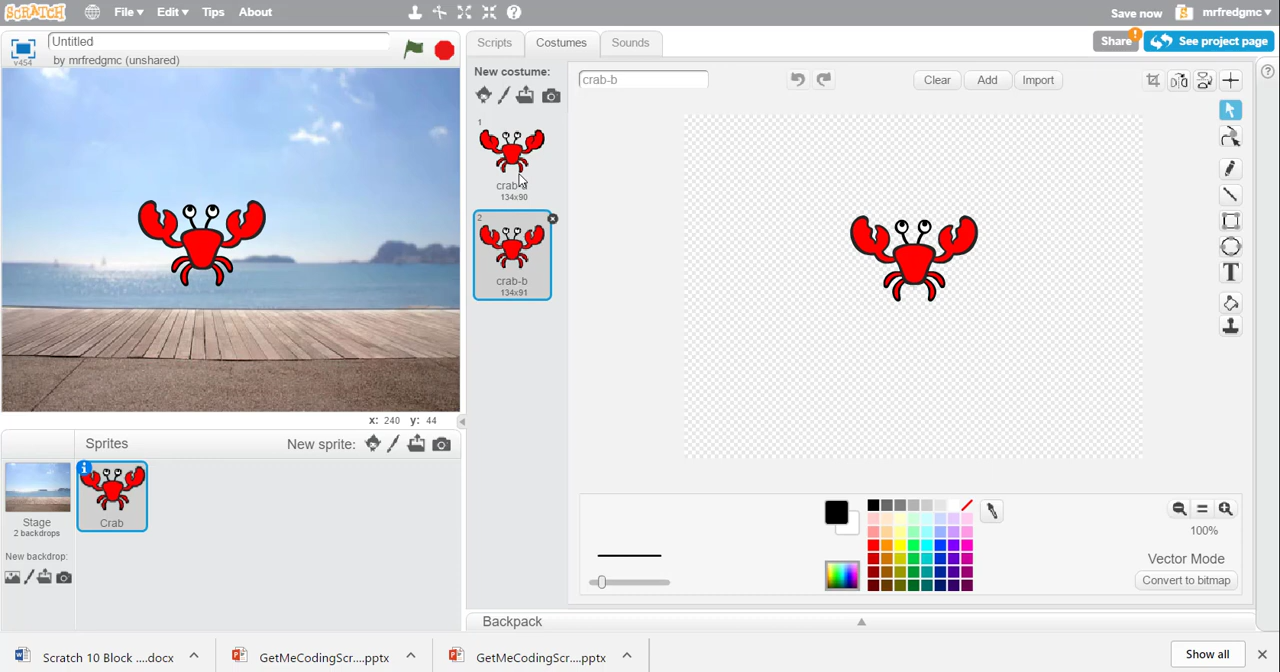 SCRATCH File Edit Tips About Save now mrfredgmc
Untitled
by mrfredgmc (unshared)
v454
Scripts Costumes Sounds
Share ! See project page
New costume:
crab-b
Clear Add Import
1
134x90
2
crab-b
134x91
x: 240 y: 44
Sprites New sprite:
Stage
2 backdrops
New backdrop:
i
Crab
T
100%
Vector Mode
Convert to bitmap
Backpack
Scratch 10 Block ....docx
GetMeCodingScr....pptx
GetMeCodingScr....pptx
Show all